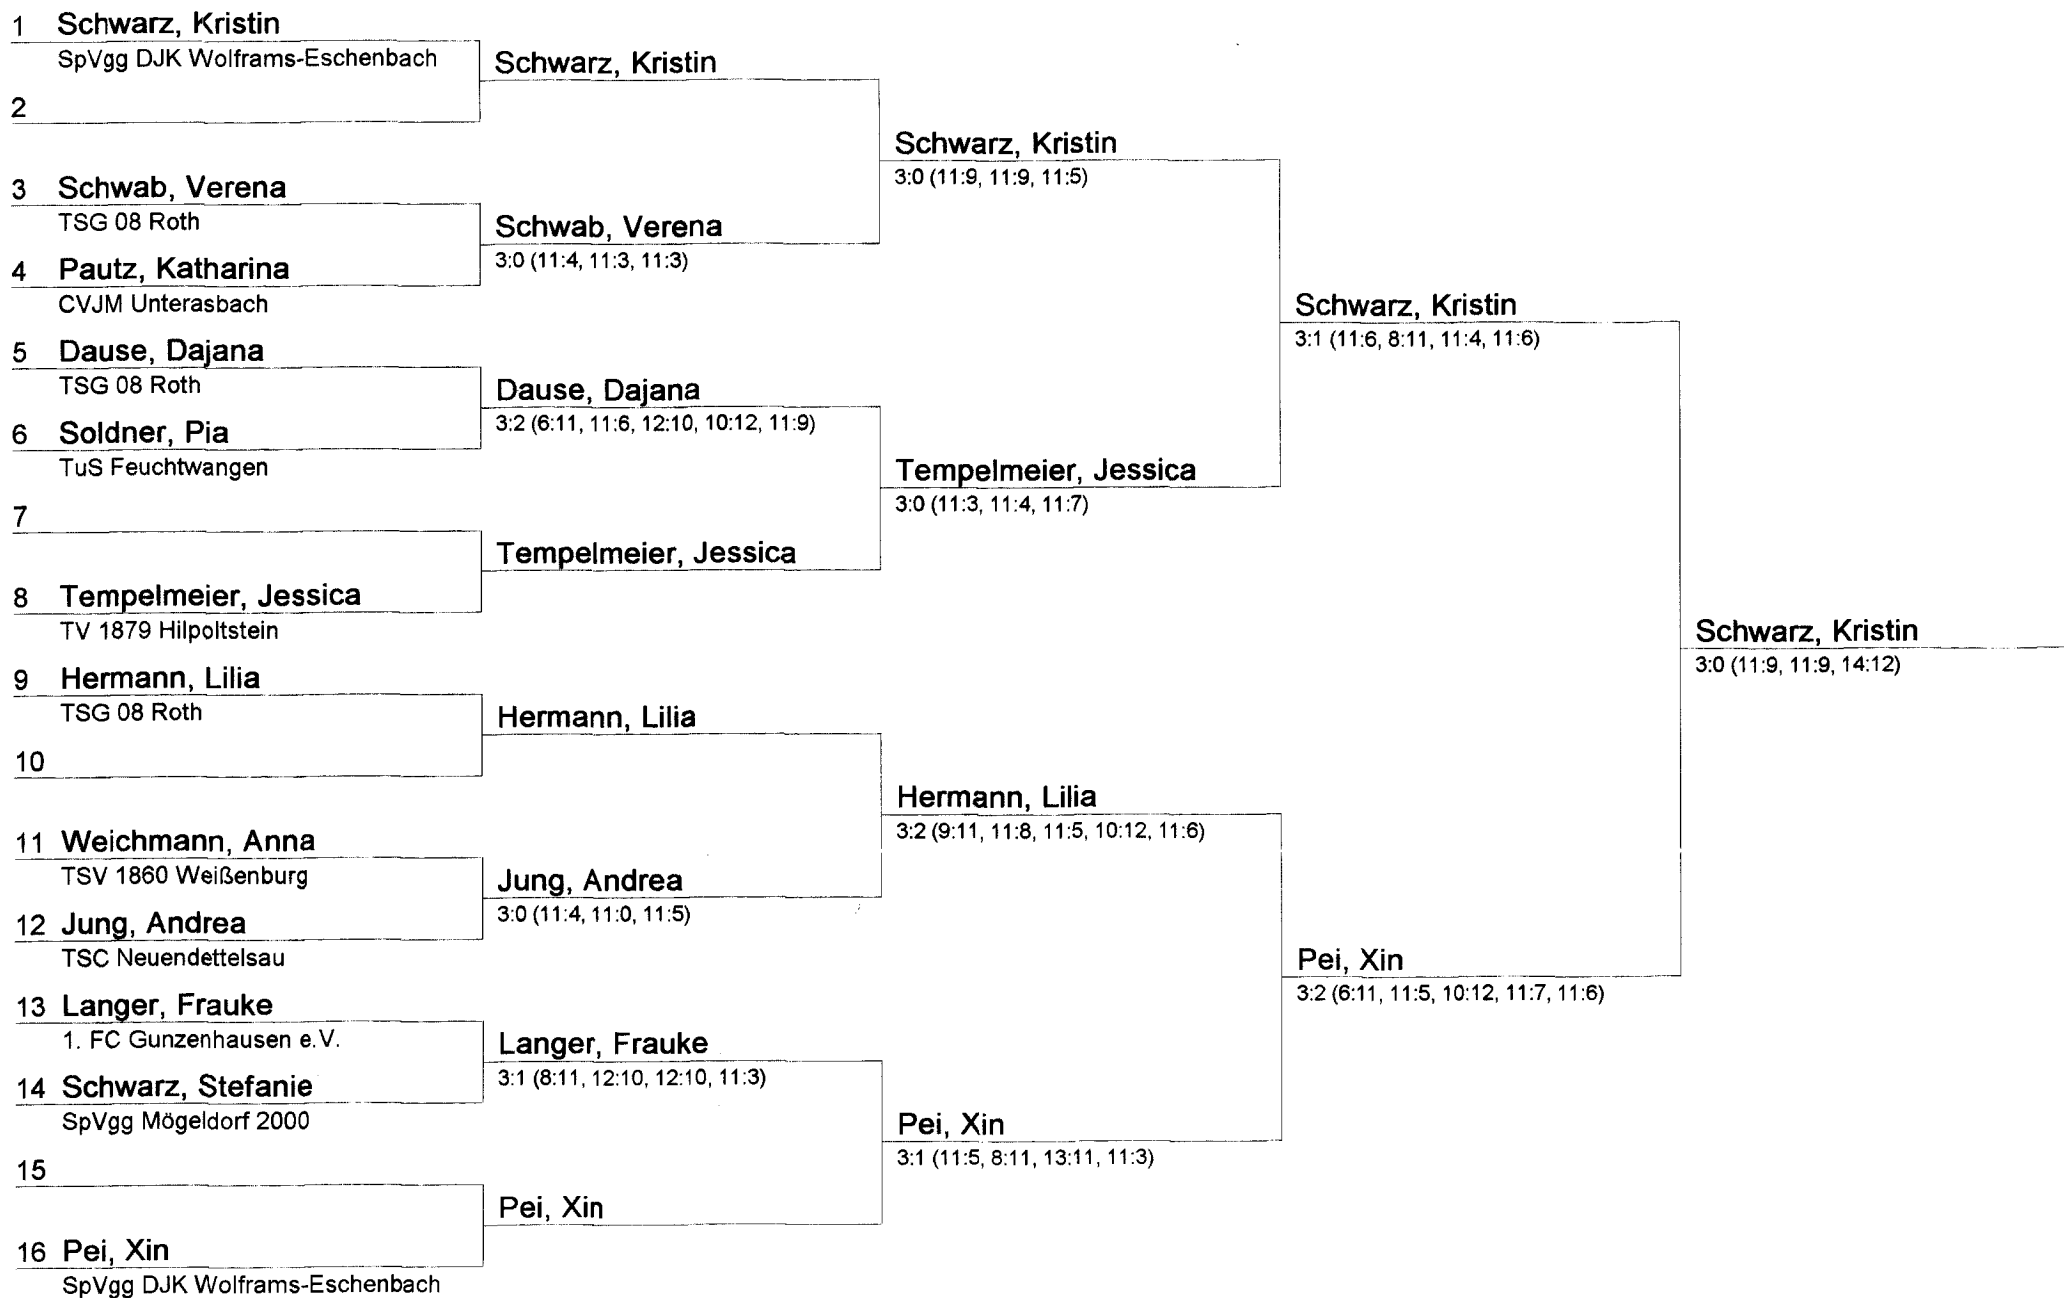 1 Schwarz, Kristin
SpVgg DJK Wolframs-Eschenbach
2
3 Schwab, Verena
TSG 08 Roth
4 Pautz, Katharina
CVJM Unterasbach
5 Dause, Dajana
TSG 08 Roth
6 Soldner, Pia
TuS Feuchtwangen
7
8 Tempelmeier, Jessica
TV 1879 Hilpoltstein
9 Hermann, Lilia
TSG 08 Roth
10
11 Weichmann, Anna
TSV 1860 Weißenburg
12 Jung, Andrea
TSC Neuendettelsau
13 Langer, Frauke
1. FC Gunzenhausen e.V.
14 Schwarz, Stefanie
SpVgg Mögeldorf 2000
15
16 Pei, Xin
SpVgg DJK Wolframs-Eschenbach
Schwarz, Kristin
Schwab, Verena
3:0 (11:4, 11:3, 11:3)
Dause, Dajana
3:2 (6:11, 11:6, 12:10, 10:12, 11:9)
Tempelmeier, Jessica
Hermann, Lilia
Jung, Andrea
3:0 (11:4, 11:0, 11:5)
Langer, Frauke
3:1 (8:11, 12:10, 12:10, 11:3)
Pei, Xin
Schwarz, Kristin
3:0 (11:9, 11:9, 11:5)
Tempelmeier, Jessica
3:0 (11:3, 11:4, 11:7)
Hermann, Lilia
3:2 (9:11, 11:8, 11:5, 10:12, 11:6)
Pei, Xin
3:1 (11:5, 8:11, 13:11, 11:3)
Schwarz, Kristin
3:1 (11:6, 8:11, 11:4, 11:6)
Pei, Xin
3:2 (6:11, 11:5, 10:12, 11:7, 11:6)
Schwarz, Kristin
3:0 (11:9, 11:9, 14:12)